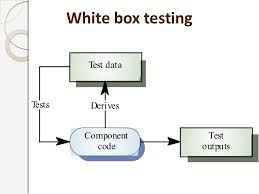 White box testing
Test data
Tests
Derives
Component
code
Test
outputs